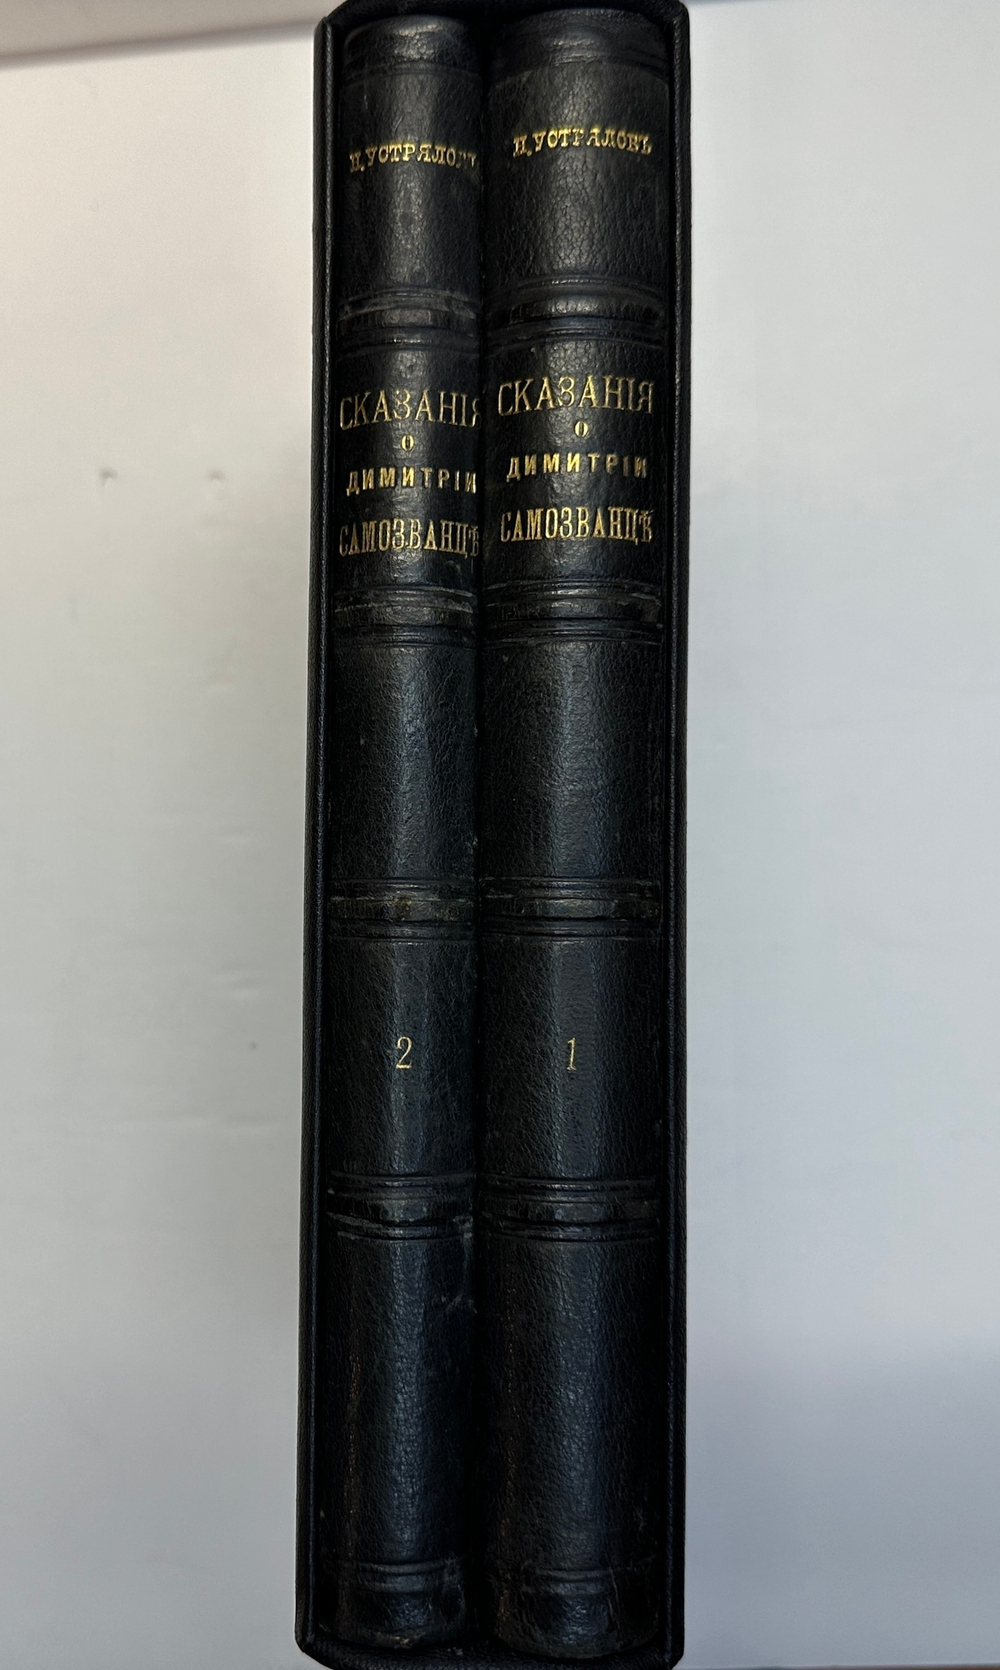 Н. УСТРЯЛОВЪ
СКАЗАНІЯ
О
ДИМИТРІИ
САМОЗВАНЦѢ
2
Н. УСТРЯЛОВЪ
СКАЗАНІЯ
О
ДИМИТРІИ
САМОЗВАНЦѢ
1